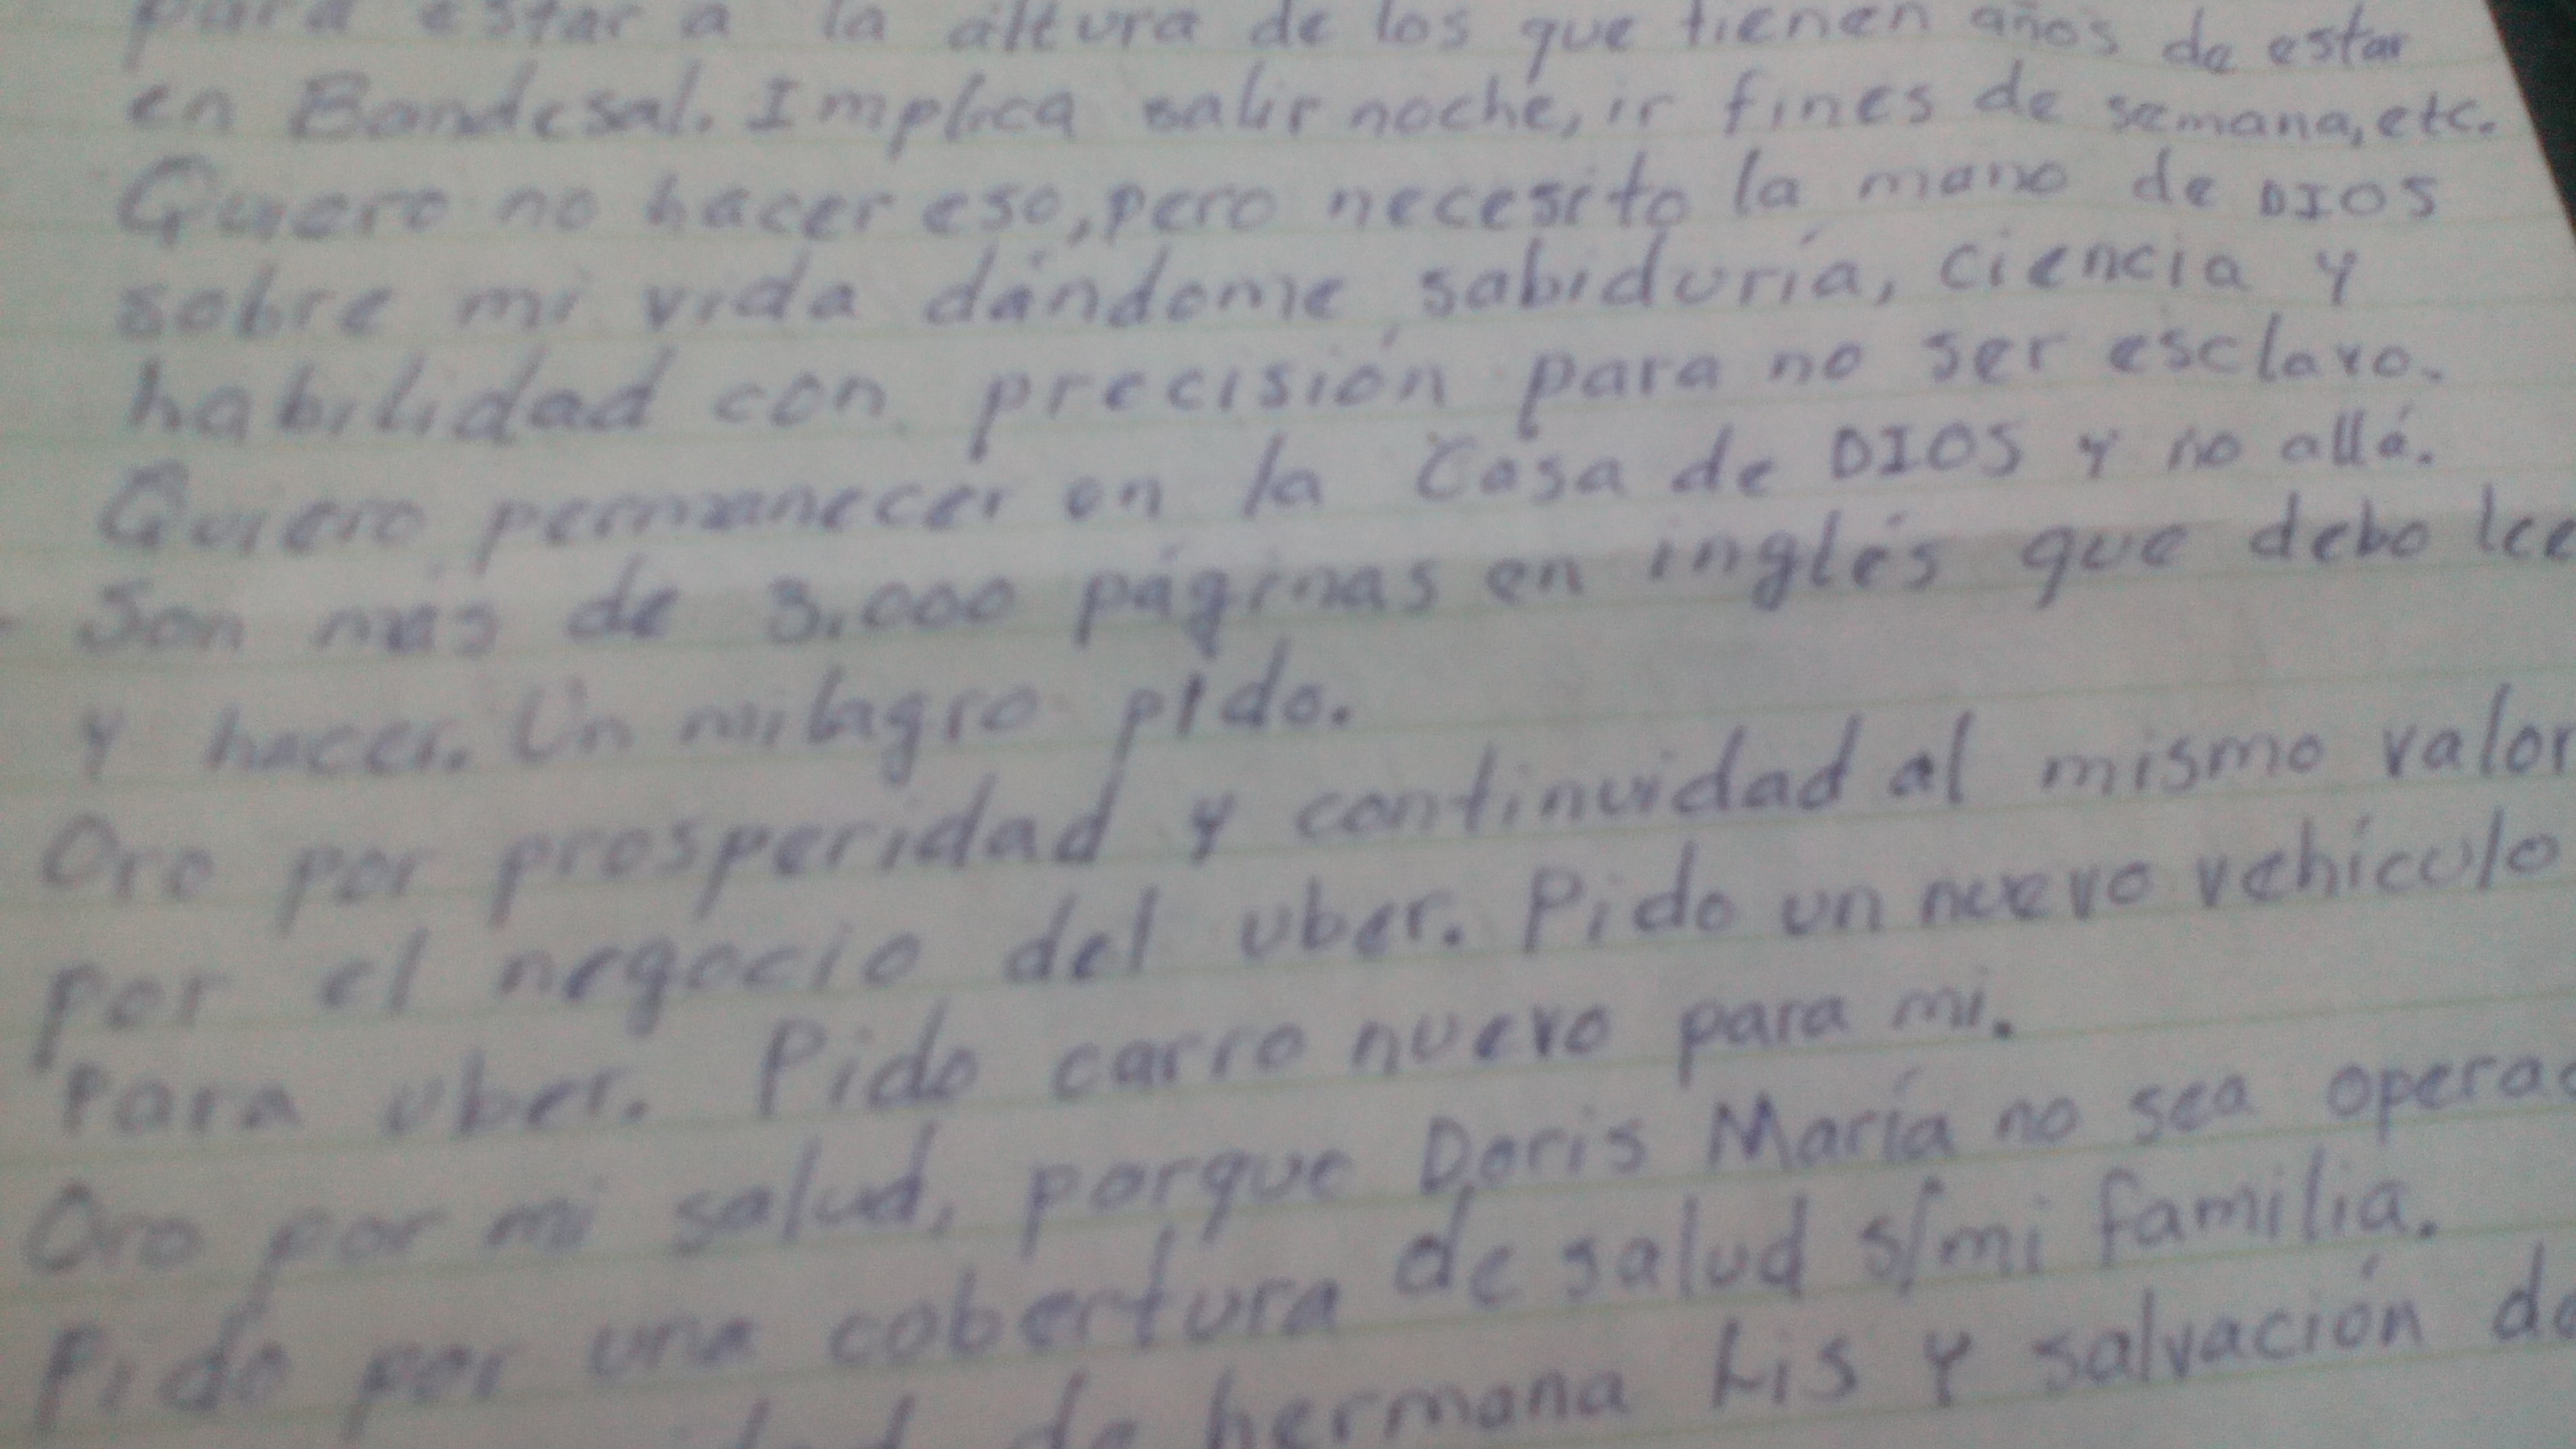 para estar a la altura de los que tienen años de estar
en Bandesal. Implica salir noche, ir fines de semana, etc.
Quiero no hacer eso, pero necesito la mano de DIOS
sobre mi vida dándome sabiduría, ciencia y
habilidad con precisión para no ser esclavo.
Quiero permanecer en la Casa de DIOS y no allá.
Son más de 3,000 páginas en inglés que debo lee
y hacer. Un milagro pido.
Oro por prosperidad y continuidad al mismo valor
por el negocio del uber. Pido un nuevo vehículo
para uber. Pido carro nuevo para mi.
Oro por mi salud, porque Doris María no sea opera
Pido por una cobertura de salud s/mi familia.
de hermana Lis y salvación de